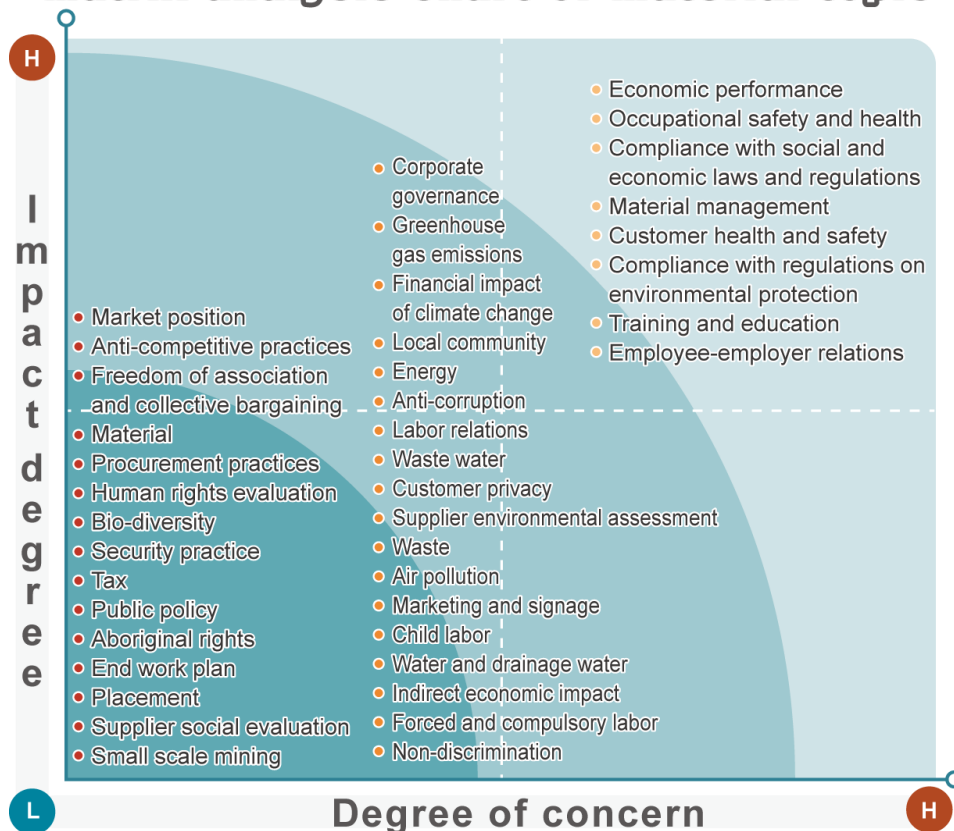 H
Impact degree
L
Market position
Anti-competitive practices
Freedom of association
and collective bargaining
Material
Procurement practices
Human rights evaluation
Bio-diversity
Security practice
Tax
Public policy
Aboriginal rights
End work plan
Placement
Supplier social evaluation
Small scale mining
Corporate
governance
Greenhouse
gas emissions
Financial impact
of climate change
Local community
Energy
Anti-corruption
Labor relations
Waste water
Customer privacy
Supplier environmental assessment
Waste
Air pollution
Marketing and signage
Child labor
Water and drainage water
Indirect economic impact
Forced and compulsory labor
Non-discrimination
Economic performance
Occupational safety and health
Compliance with social and
economic laws and regulations
Material management
Customer health and safety
Compliance with regulations on
environmental protection
Training and education
Employee-employer relations
Degree of concern
H